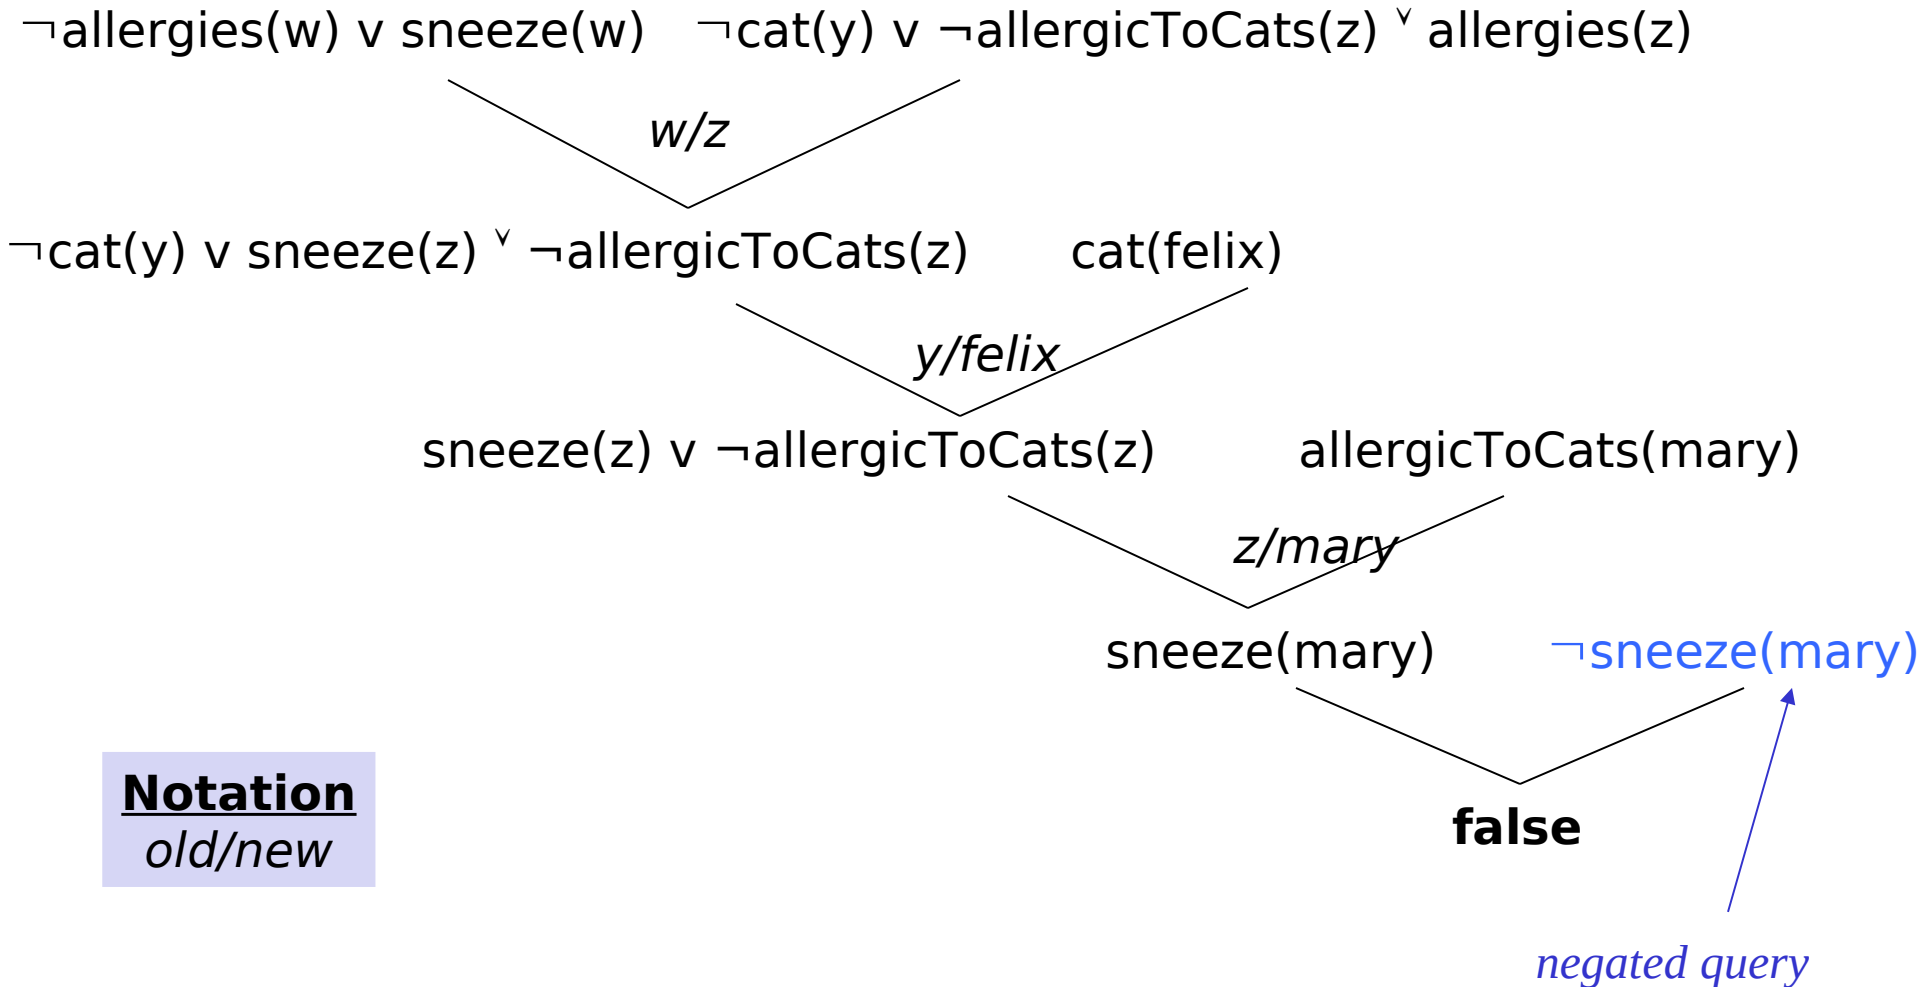 ¬allergies(w) v sneeze(w)   ¬cat(y) v ¬allergicToCats(z) ˅ allergies(z)
w/z
¬cat(y) v sneeze(z) ˅ ¬allergicToCats(z)   cat(felix)
y/felix
sneeze(z) v ¬allergicToCats(z)   allergicToCats(mary)
z/mary
sneeze(mary)   ¬sneeze(mary)
Notation
old/new
false
negated query